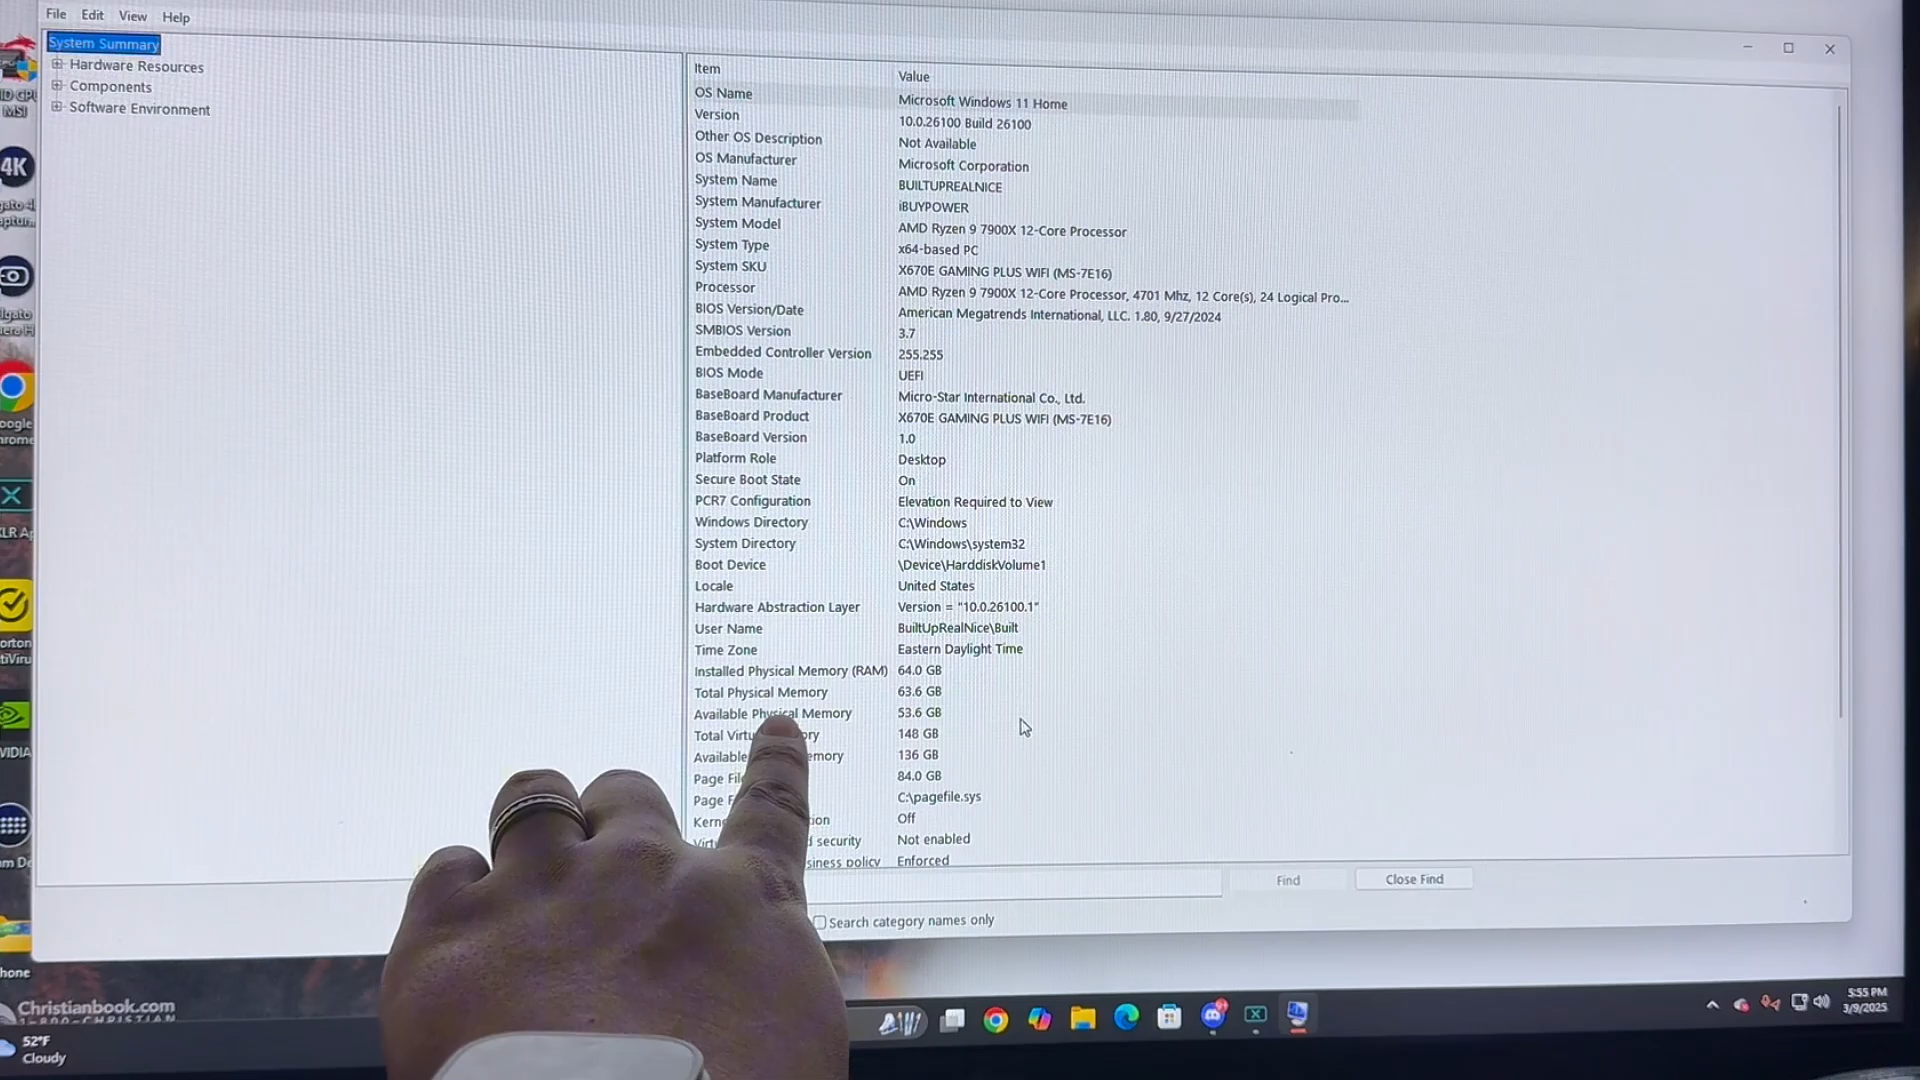 File Edit View Help
System Summary
Hardware Resources
Components
Software Environment
Item Value
OS Name Microsoft Windows 11 Home
Version 10.0.26100 Build 26100
Other OS Description Not Available
OS Manufacturer Microsoft Corporation
System Name BUILTUPREALNICE
System Manufacturer iBUYPOWER
System Model AMD Ryzen 9 7900X 12-Core Processor
System Type x64-based PC
System SKU X670E GAMING PLUS WIFI (MS-7E16)
Processor AMD Ryzen 9 7900X 12-Core Processor, 4701 Mhz, 12 Core(s), 24 Logical Pro...
BIOS Version/Date American Megatrends International, LLC. 1.80, 9/27/2024
SMBIOS Version 3.7
Embedded Controller Version 255.255
BIOS Mode UEFI
BaseBoard Manufacturer Micro-Star International Co., Ltd.
BaseBoard Product X670E GAMING PLUS WIFI (MS-7E16)
BaseBoard Version 1.0
Platform Role Desktop
Secure Boot State On
PCR7 Configuration Elevation Required to View
Windows Directory C:\Windows
System Directory C:\Windows\system32
Boot Device \Device\HarddiskVolume1
Locale United States
Hardware Abstraction Layer Version = "10.0.26100.1"
User Name BuiltUpRealNice\Built
Time Zone Eastern Daylight Time
Installed Physical Memory (RAM) 64.0 GB
Total Physical Memory 63.6 GB
Available Physical Memory 53.6 GB
Total 148 GB
Available 136 GB
Page 84.0 GB
Page C:\pagefile.sys
Off
security Not enabled
policy Enforced
Find Close Find
Search category names only
MSI
4K
Christianbook.com
1-800-CHRISTIAN
52°F
Cloudy
5:55 PM
3/9/2025